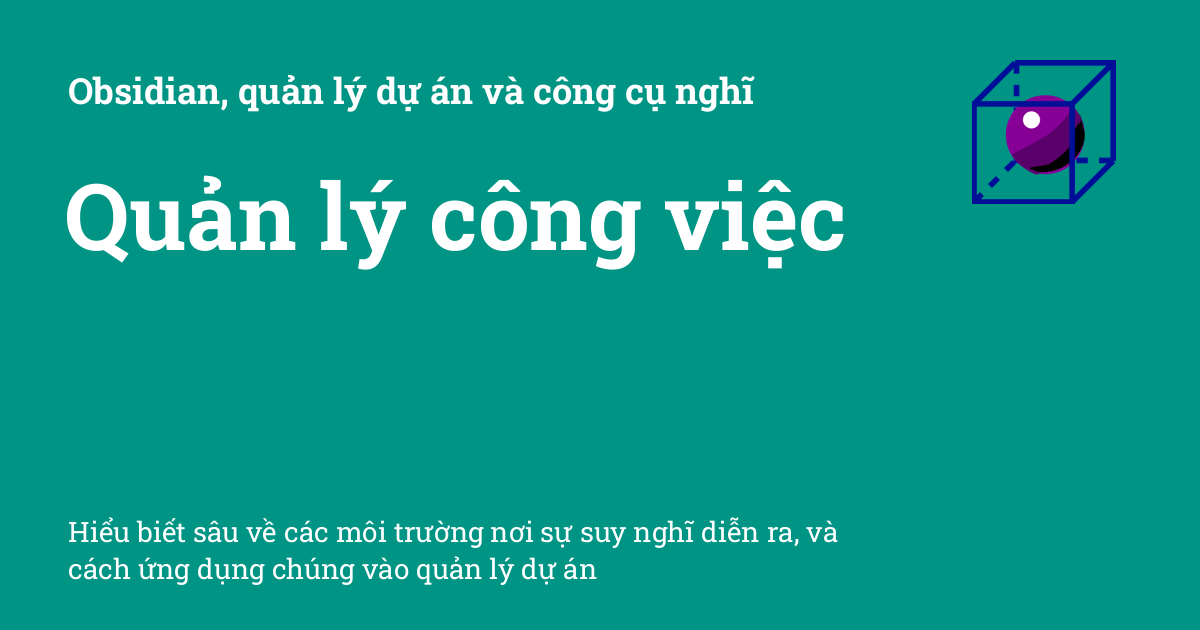 Obsidian, quản lý dự án và công cụ nghĩ
Quản lý công việc
Hiểu biết sâu về các môi trường nơi sự suy nghĩ diễn ra, và
cách ứng dụng chúng vào quản lý dự án